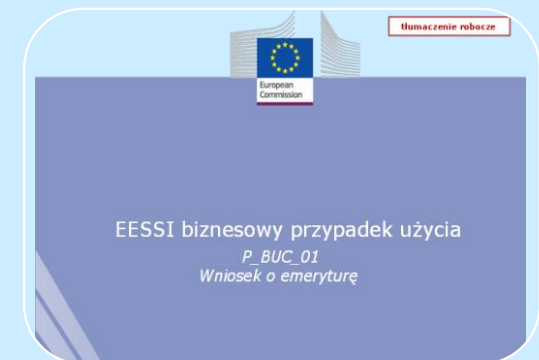 tłumaczenie robocze
European
Commission
EESSI biznesowy przypadek użycia
P_BUC_01
Wniosek o emeryturę